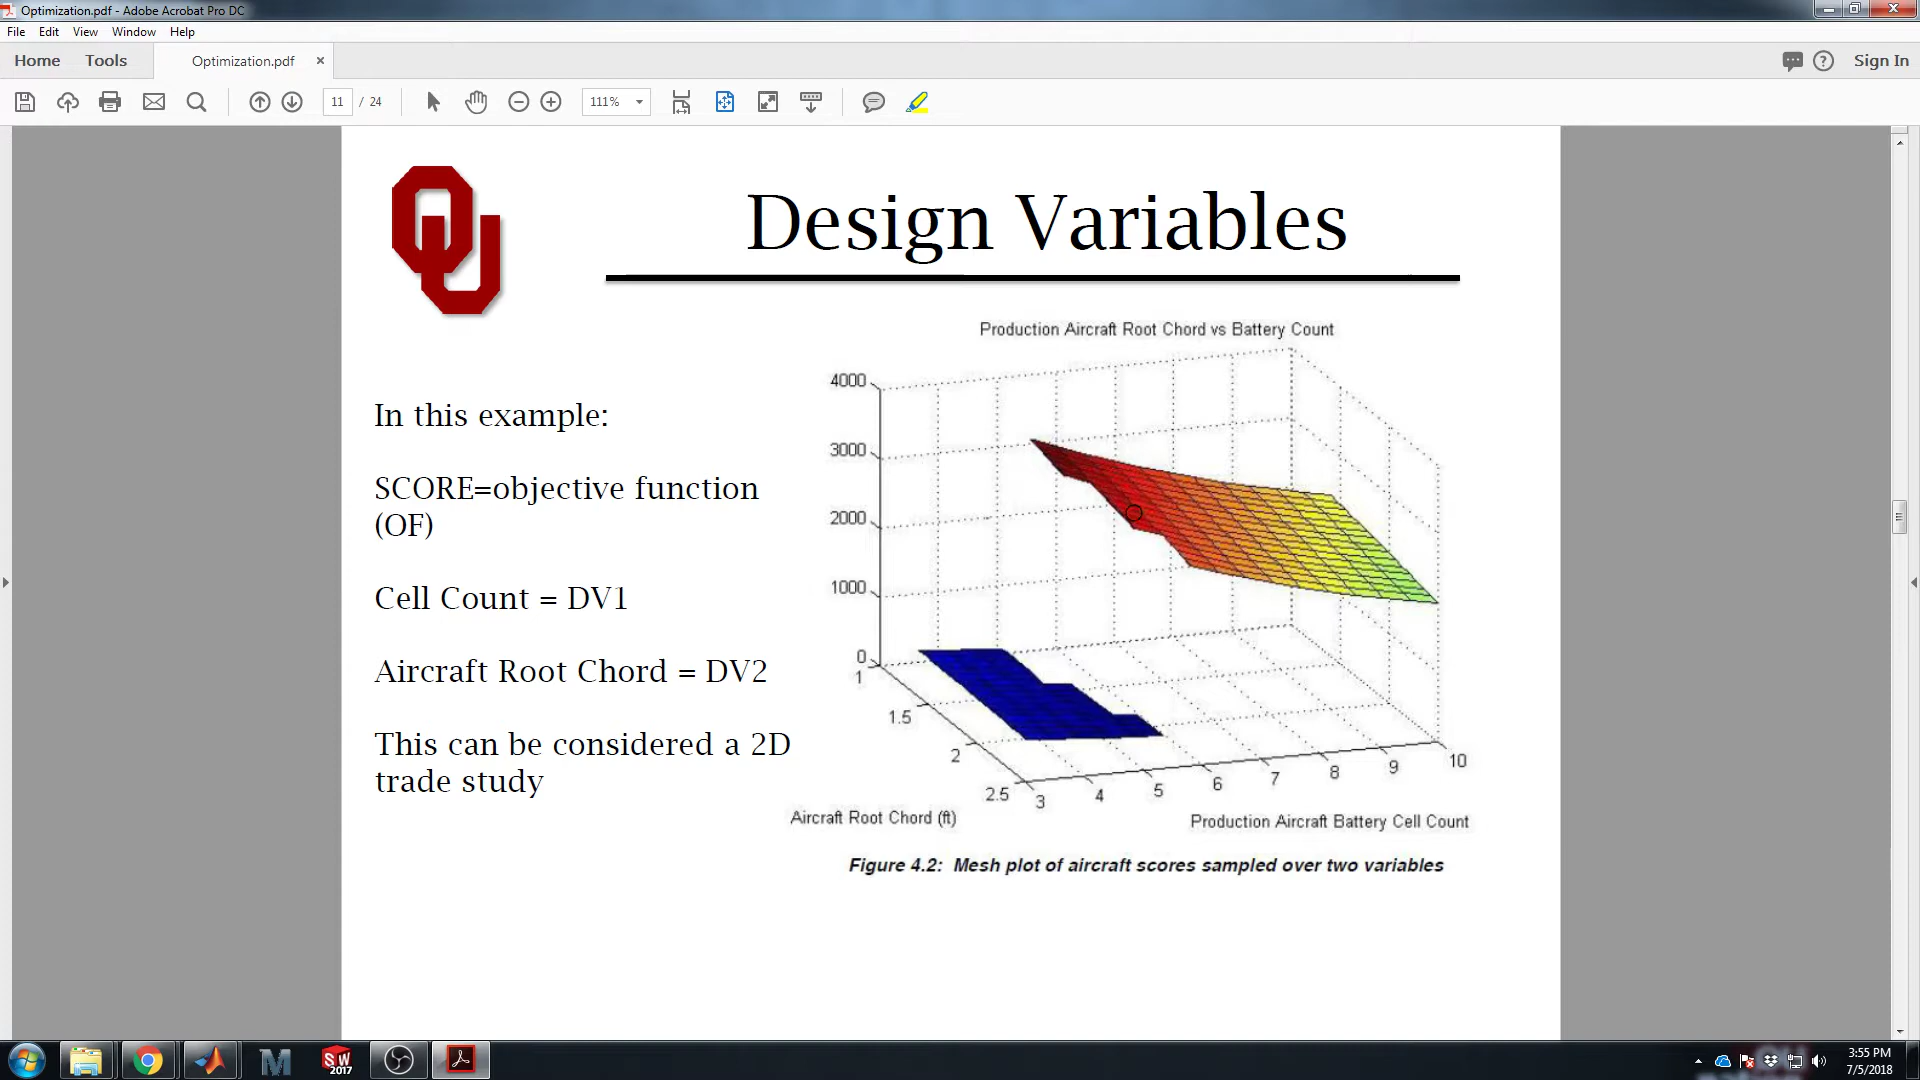 Optimization.pdf - Adobe Acrobat Pro DC
File Edit View Window Help
Home Tools Optimization.pdf × Sign In
11 / 24 111%
OU
Design Variables
In this example:
SCORE=objective function
(OF)
Cell Count = DV1
Aircraft Root Chord = DV2
This can be considered a 2D
trade study
Production Aircraft Root Chord vs Battery Count
4000
3000
2000
1000
0
1
1.5
2
2.5
3 4 5 6 7 8 9 10
Aircraft Root Chord (ft)
Production Aircraft Battery Cell Count
Figure 4.2: Mesh plot of aircraft scores sampled over two variables
M
SW
2017
3:55 PM
7/5/2018